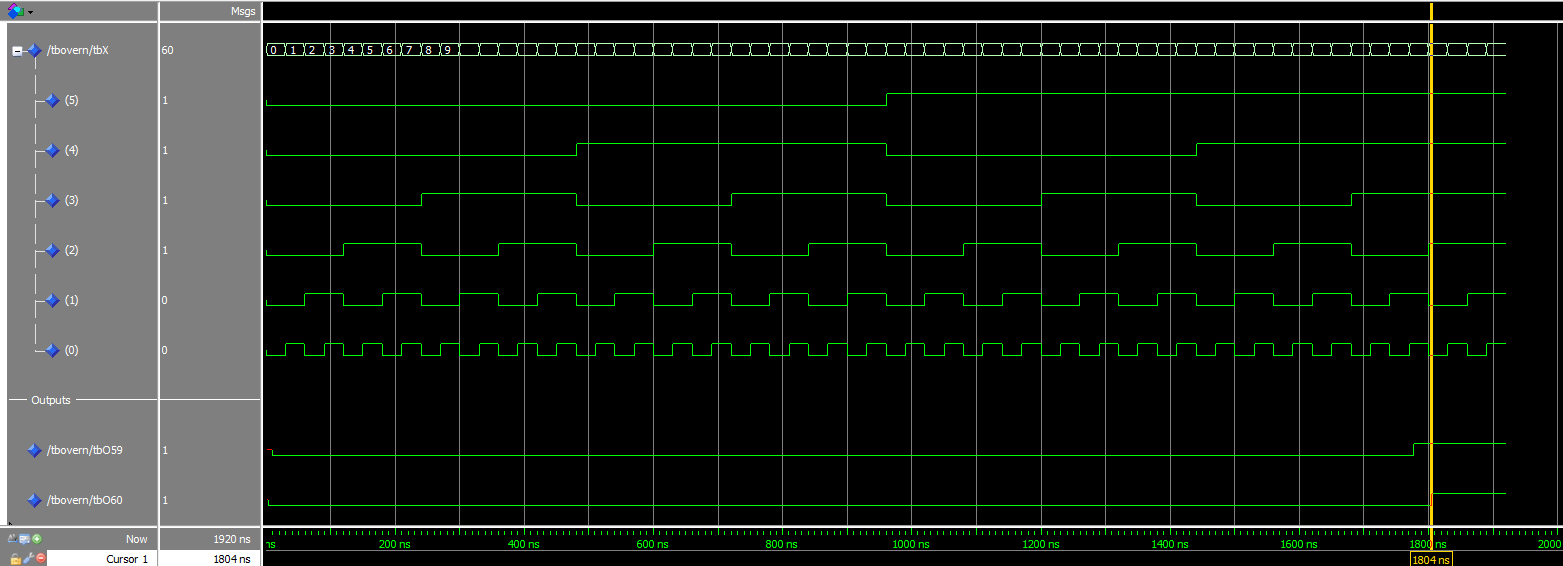 Msgs
/tbovern/tbX 60 0 1 2 3 4 5 6 7 8 9
(5) 1
(4) 1
(3) 1
(2) 1
(1) 0
(0) 0
Outputs
/tbovern/tbO59 1
/tbovern/tbO60 1
Now 1920 ns ns 200 ns 400 ns 600 ns 800 ns 1000 ns 1200 ns 1400 ns 1600 ns 1800 ns 2000
Cursor 1 1804 ns 1804 ns